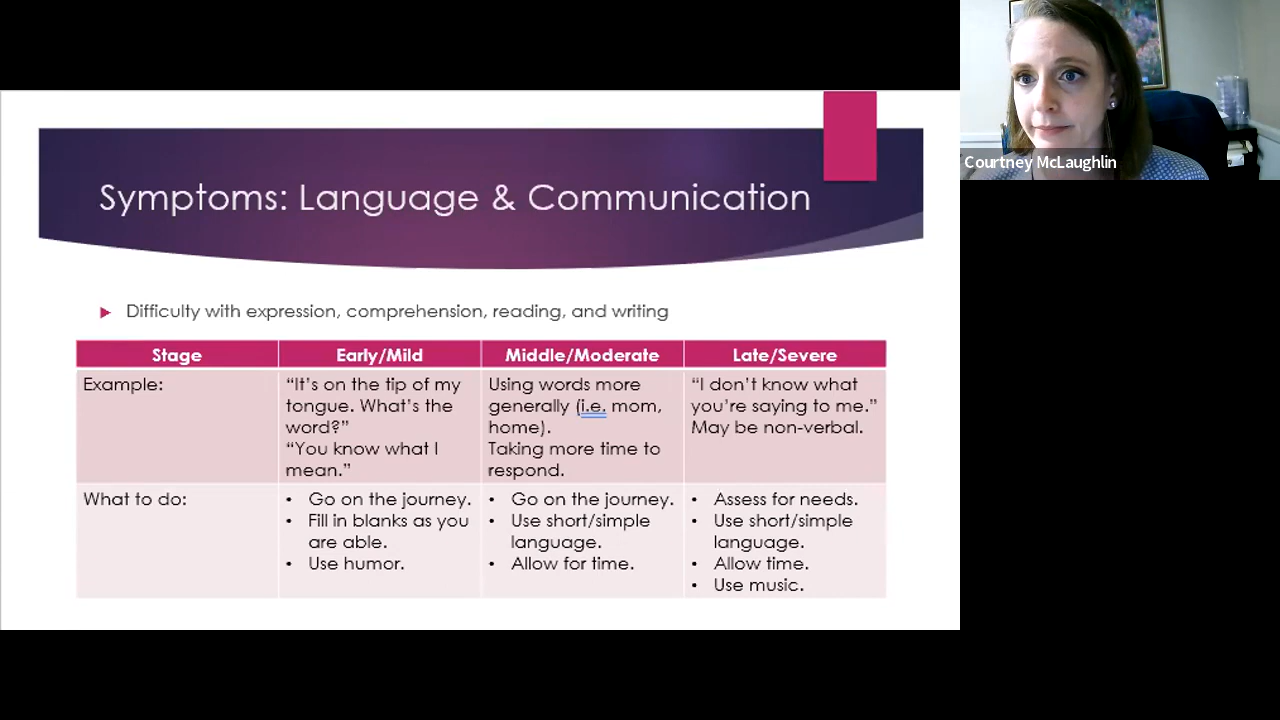 Courtney McLaughlin
Symptoms: Language & Communication
Difficulty with expression, comprehension, reading, and writing
Stage
Early/Mild
Middle/Moderate
Late/Severe
Example:
“It’s on the tip of my
tongue. What’s the
word?”
“You know what I
mean.”
Using words more
generally (i.e. mom,
home).
Taking more time to
respond.
“I don’t know what
you’re saying to me.”
May be non-verbal.
What to do:
• Go on the journey.
• Fill in blanks as you
are able.
• Use humor.
• Go on the journey.
• Use short/simple
language.
• Allow for time.
• Assess for needs.
• Use short/simple
language.
• Allow time.
• Use music.